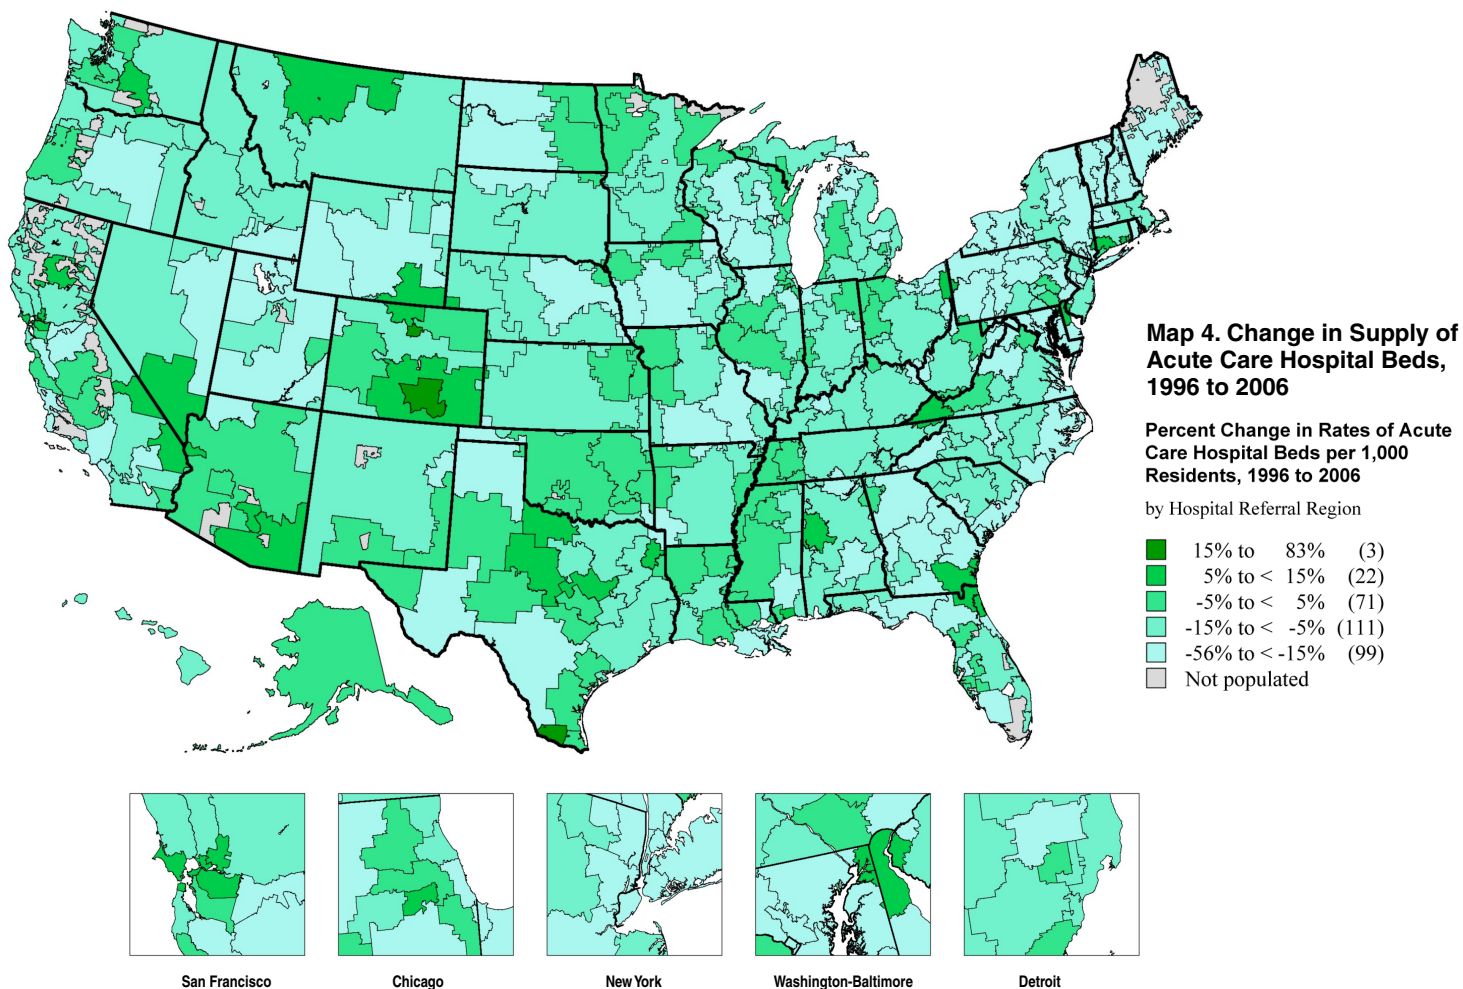 Map 4. Change in Supply of
Acute Care Hospital Beds,
1996 to 2006
Percent Change in Rates of Acute
Care Hospital Beds per 1,000
Residents, 1996 to 2006
by Hospital Referral Region
15% to 83% (3)
5% to < 15% (22)
-5% to < 5% (71)
-15% to < -5% (111)
-56% to < -15% (99)
Not populated
San Francisco
Chicago
New York
Washington-Baltimore
Detroit